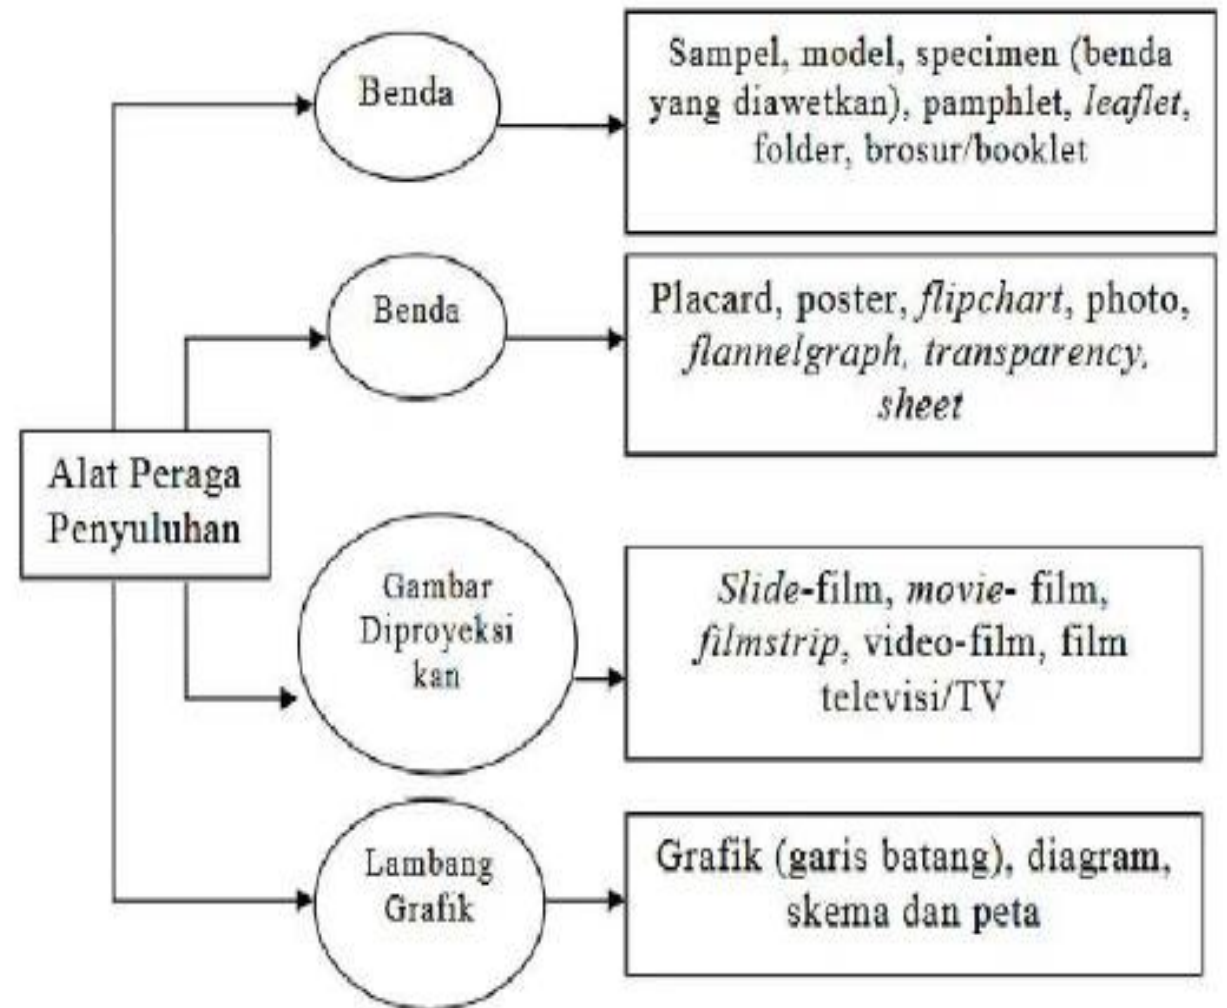 Benda
Sampel, model, specimen (benda
yang diawetkan), pamphlet, leaflet,
folder, brosur/booklet
Benda
Placard, poster, flipchart, photo,
flannelgraph, transparency,
sheet
Alat Peraga
Penyuluhan
Gambar
Diproyeksi
kan
Slide-film, movie- film,
filmstrip, video-film, film
televisi/TV
Lambang
Grafik
Grafik (garis batang), diagram,
skema dan peta